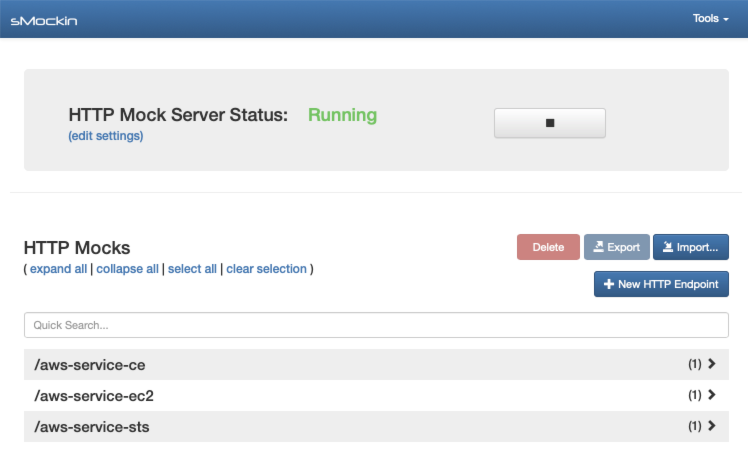 sMockin
Tools
HTTP Mock Server Status: Running
(edit settings)
HTTP Mocks
Delete Export Import...
( expand all | collapse all | select all | clear selection )
New HTTP Endpoint
Quick Search...
/aws-service-ce (1)
/aws-service-ec2 (1)
/aws-service-sts (1)